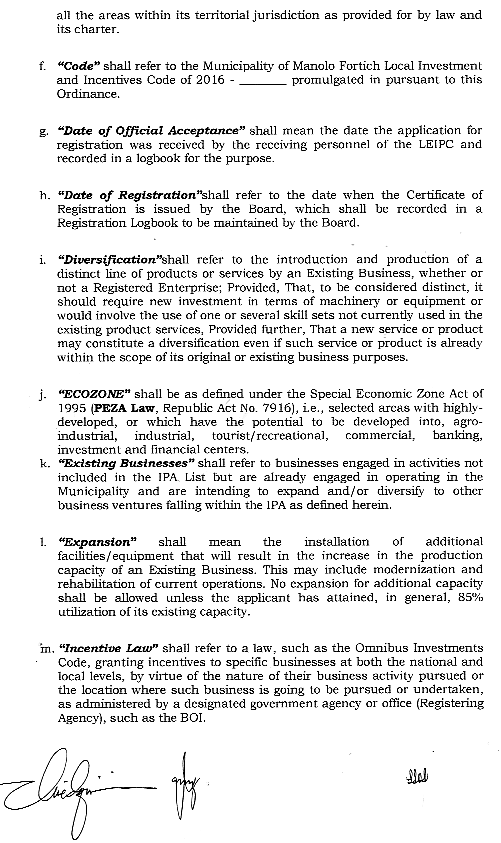 all the areas within its territorial jurisdiction as provided for by law and
its charter.
f. "Code" shall refer to the Municipality of Manolo Fortich Local Investment
and Incentives Code of 2016 - _______ promulgated in pursuant to this
Ordinance.
g. "Date of Official Acceptance" shall mean the date the application for
registration was received by the receiving personnel of the LEIPC and
recorded in a logbook for the purpose.
h. "Date of Registration"shall refer to the date when the Certificate of
Registration is issued by the Board, which shall be recorded in a
Registration Logbook to be maintained by the Board.
i. "Diversification"shall refer to the introduction and production of a
distinct line of products or services by an Existing Business, whether or
not a Registered Enterprise; Provided, That, to be considered distinct, it
should require new investment in terms of machinery or equipment or
would involve the use of one or several skill sets not currently used in the
existing product services, Provided further, That a new service or product
may constitute a diversification even if such service or product is already
within the scope of its original or existing business purposes.
j. "ECOZONE" shall be as defined under the Special Economic Zone Act of
1995 (PEZA Law, Republic Act No. 7916), i.e., selected areas with highly-
developed, or which have the potential to be developed into, agro-
industrial, industrial, tourist/recreational, commercial, banking,
investment and financial centers.
k. "Existing Businesses" shall refer to businesses engaged in activities not
included in the IPA List but are already engaged in operating in the
Municipality and are intending to expand and/or diversify to other
business ventures falling within the IPA as defined herein.
l. "Expansion" shall mean the installation of additional
facilities/equipment that will result in the increase in the production
capacity of an Existing Business. This may include modernization and
rehabilitation of current operations. No expansion for additional capacity
shall be allowed unless the applicant has attained, in general, 85%
utilization of its existing capacity.
m. "Incentive Law" shall refer to a law, such as the Omnibus Investments
Code, granting incentives to specific businesses at both the national and
local levels, by virtue of the nature of their business activity pursued or
the location where such business is going to be pursued or undertaken,
as administered by a designated government agency or office (Registering
Agency), such as the BOI.